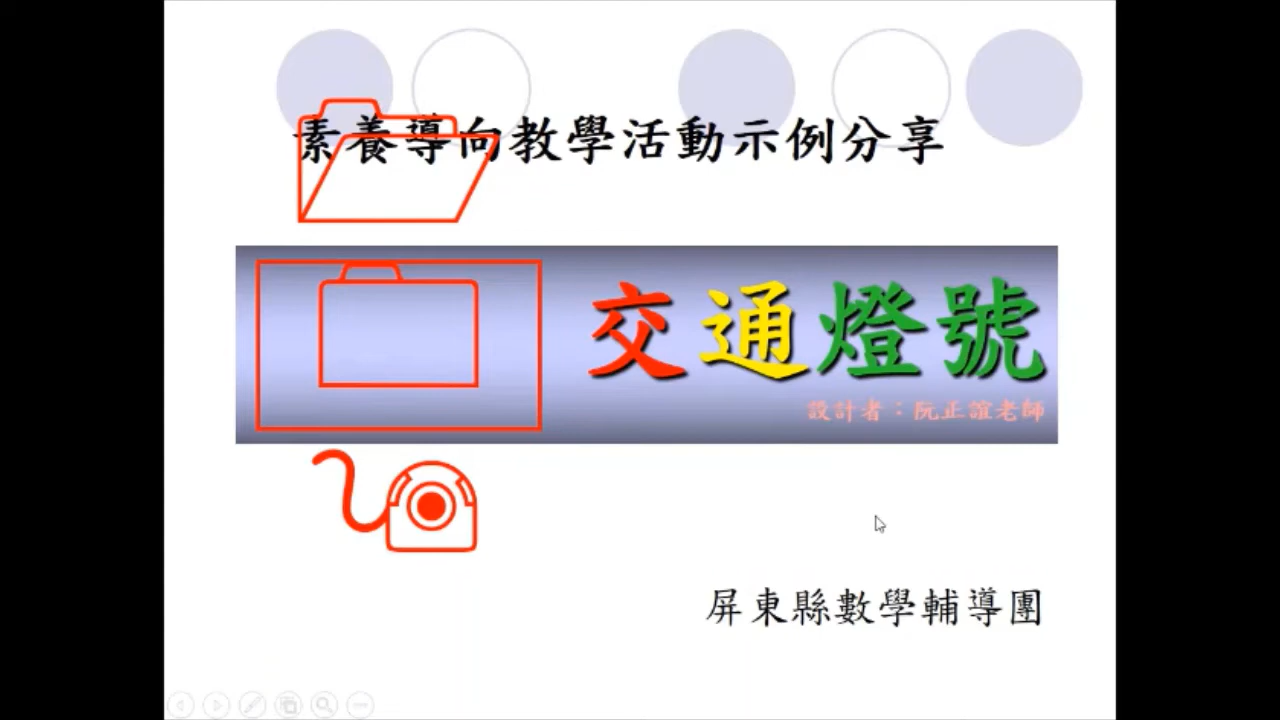 素養導向教學活動示例分享
交通燈號
設計者：阮正誼老師
屏東縣數學輔導團